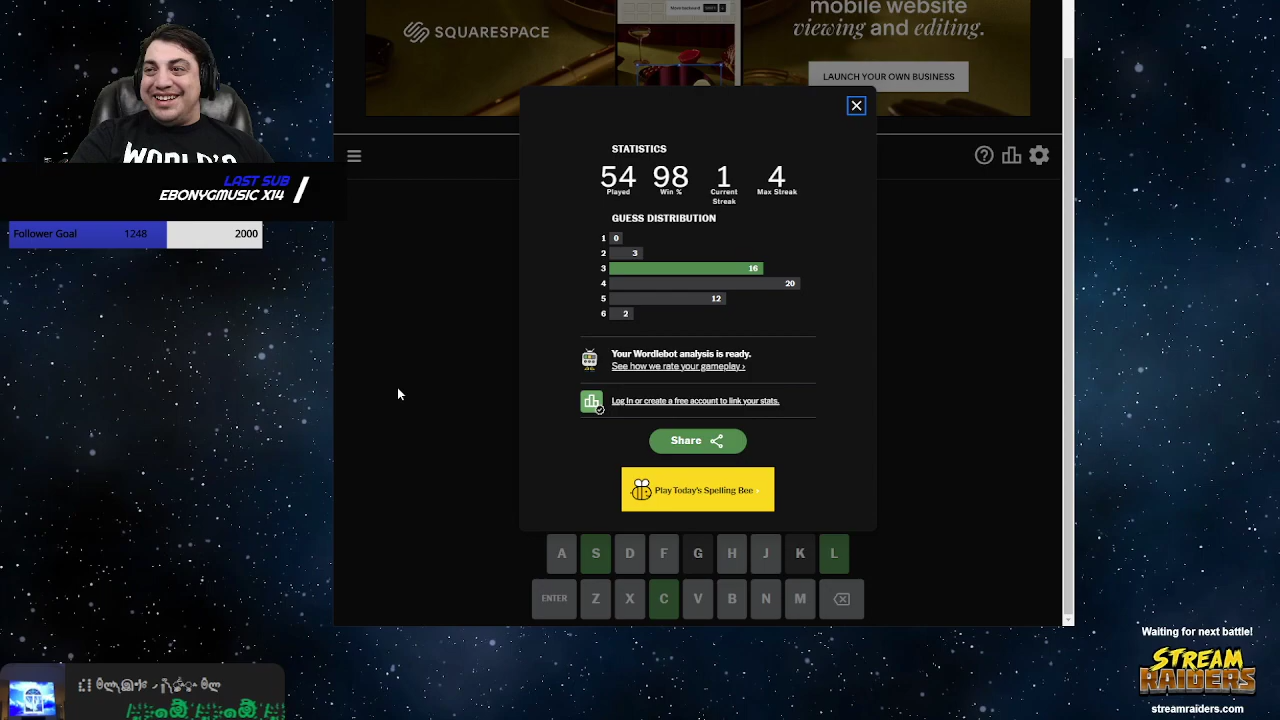 SQUARESPACE
mobile website
viewing and editing.
LAUNCH YOUR OWN BUSINESS
WORLD'S
LAST SUB
EBONYGMUSIC X14
Follower Goal 1248 2000
STATISTICS
54 98 1 4
Played Win % Current Streak Max Streak
GUESS DISTRIBUTION
1 0
2 3
3 16
4 20
5 12
6 2
Your Wordlebot analysis is ready.
See how we rate your gameplay ›
Log in or create a free account to link your stats.
Share
Play Today's Spelling Bee ›
A S D F G H J K L
ENTER Z X C V B N M
Waiting for next battle!
STREAM
RAIDERS
streamraiders.com